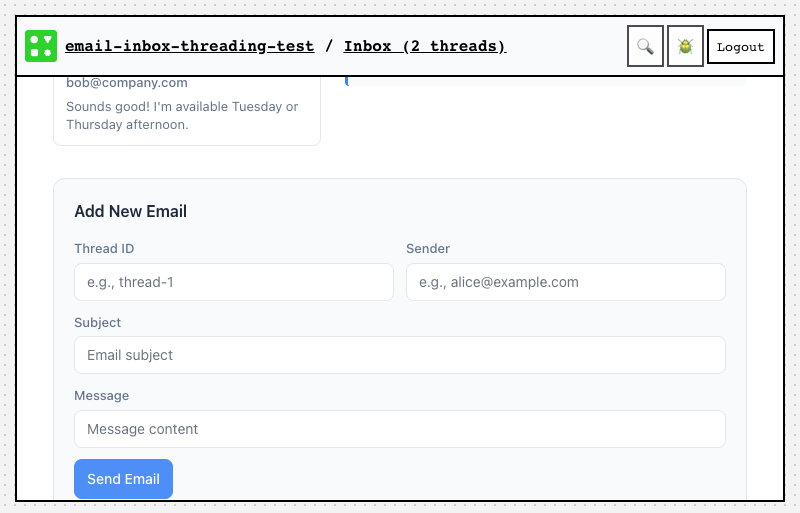 email-inbox-threading-test / Inbox (2 threads)
Logout
bob@company.com
Sounds good! I'm available Tuesday or
Thursday afternoon.
Add New Email
Thread ID
Sender
e.g., thread-1
e.g., alice@example.com
Subject
Email subject
Message
Message content
Send Email